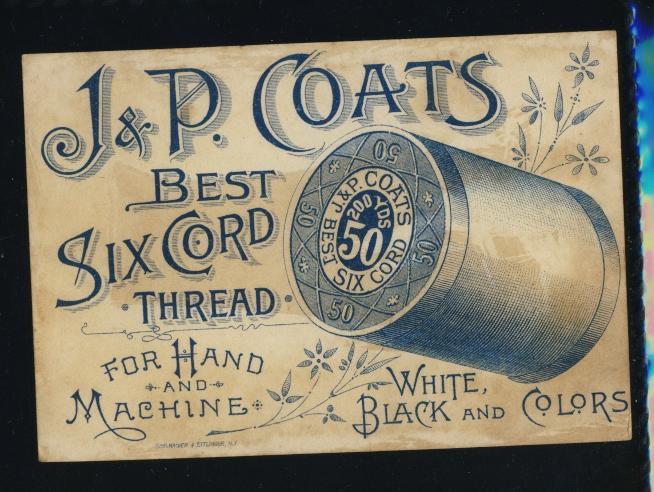 J & P. COATS
BEST
SIX CORD
THREAD
FOR HAND
AND
MACHINE
WHITE,
BLACK AND COLORS
J. & P. COATS
200 YDS
50
BEST SIX CORD
50
50
50
50